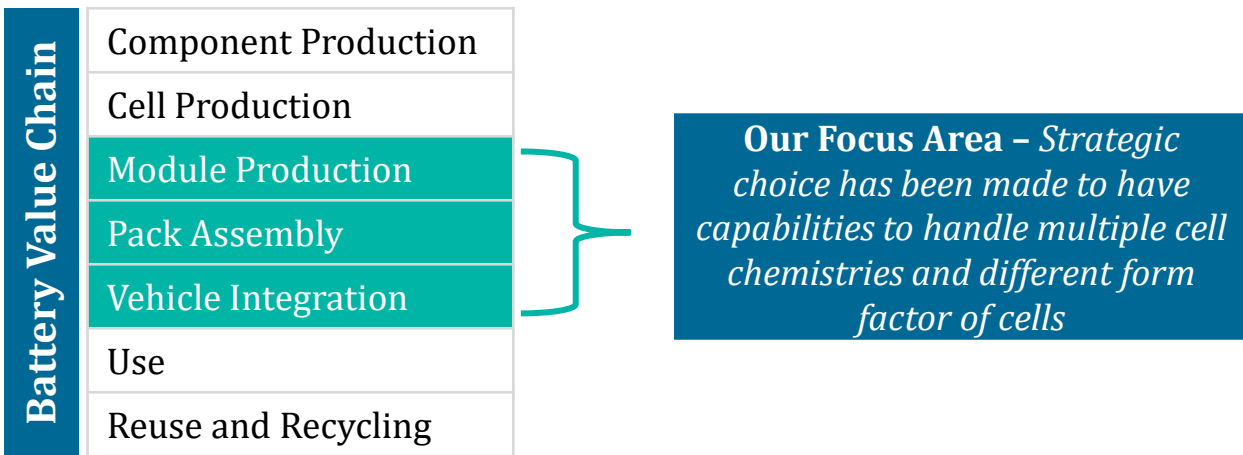 Battery Value Chain
Component Production
Cell Production
Module Production
Pack Assembly
Vehicle Integration
Use
Reuse and Recycling
Our Focus Area – Strategic
choice has been made to have
capabilities to handle multiple cell
chemistries and different form
factor of cells